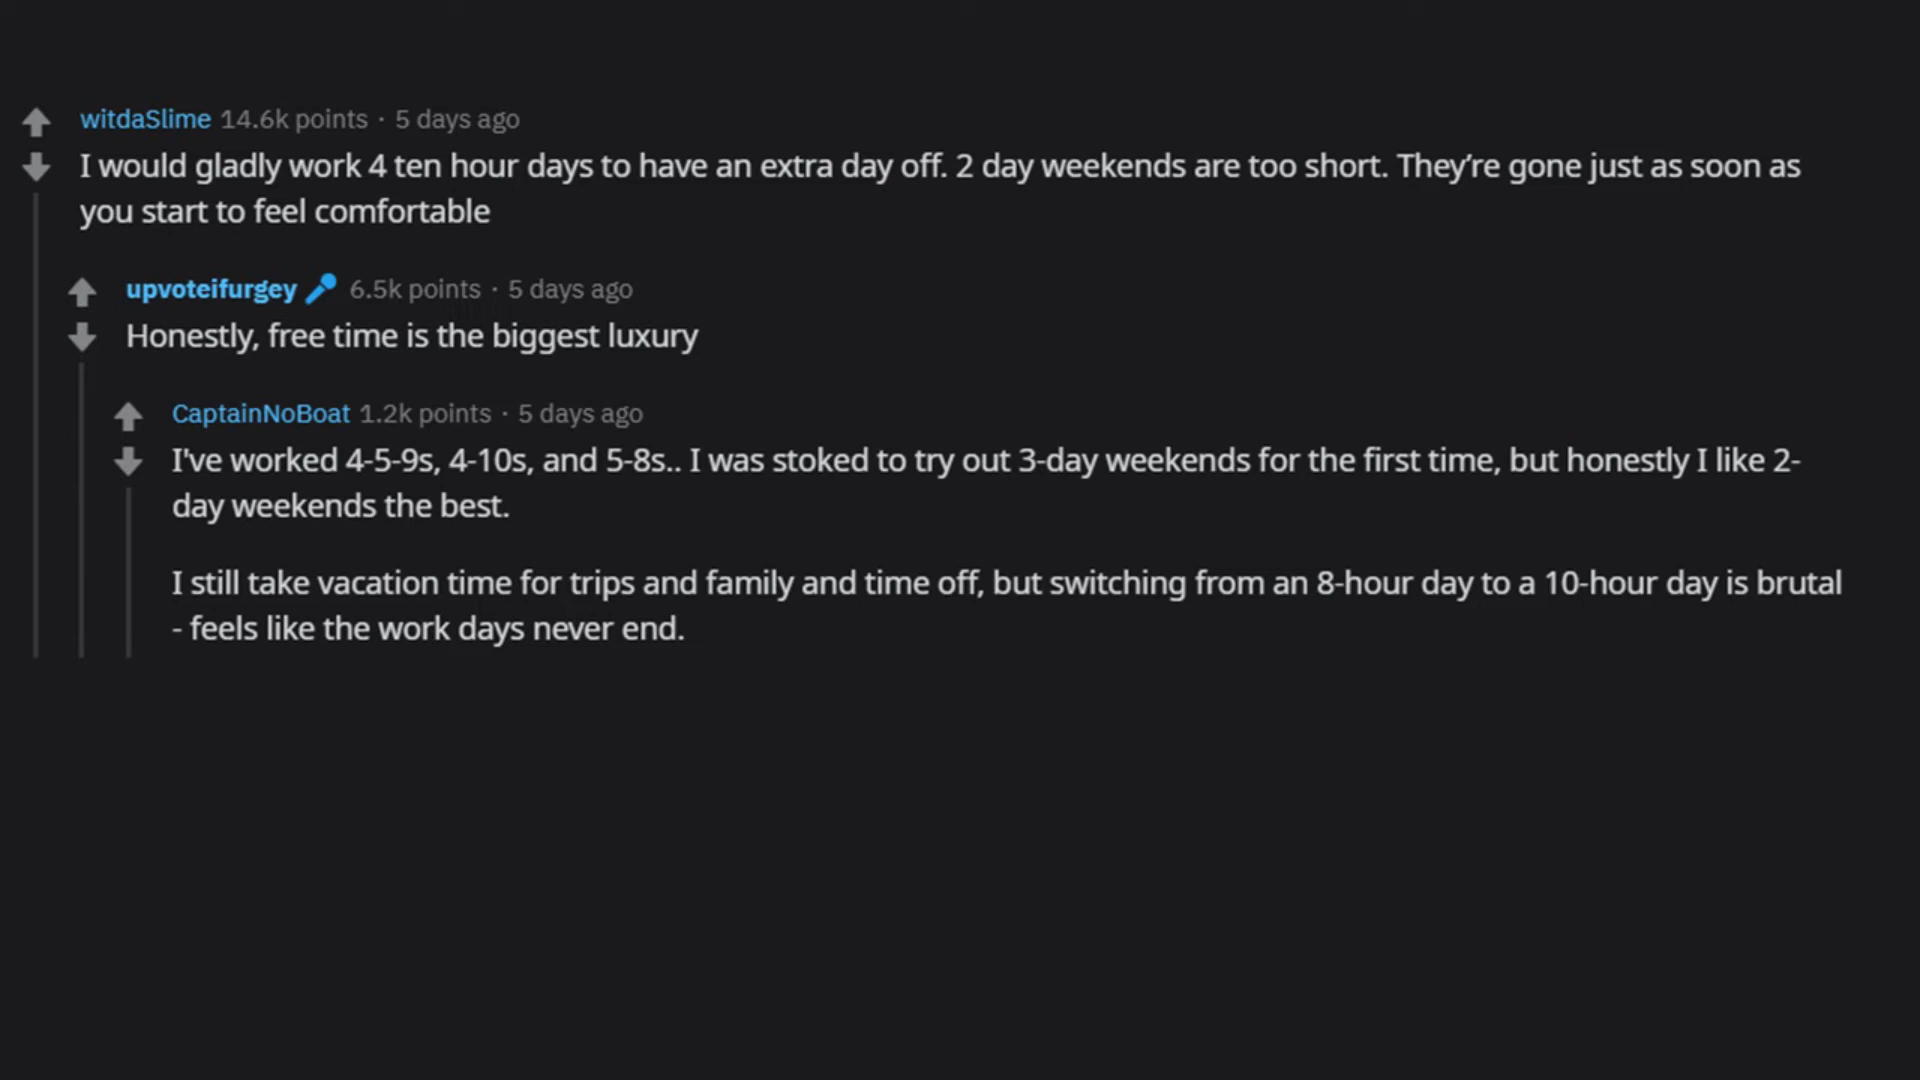 witdaSlime 14.6k points · 5 days ago
I would gladly work 4 ten hour days to have an extra day off. 2 day weekends are too short. They’re gone just as soon as
you start to feel comfortable
upvoteifurgey 6.5k points · 5 days ago
Honestly, free time is the biggest luxury
CaptainNoBoat 1.2k points · 5 days ago
I've worked 4-5-9s, 4-10s, and 5-8s.. I was stoked to try out 3-day weekends for the first time, but honestly I like 2-
day weekends the best.
I still take vacation time for trips and family and time off, but switching from an 8-hour day to a 10-hour day is brutal
- feels like the work days never end.